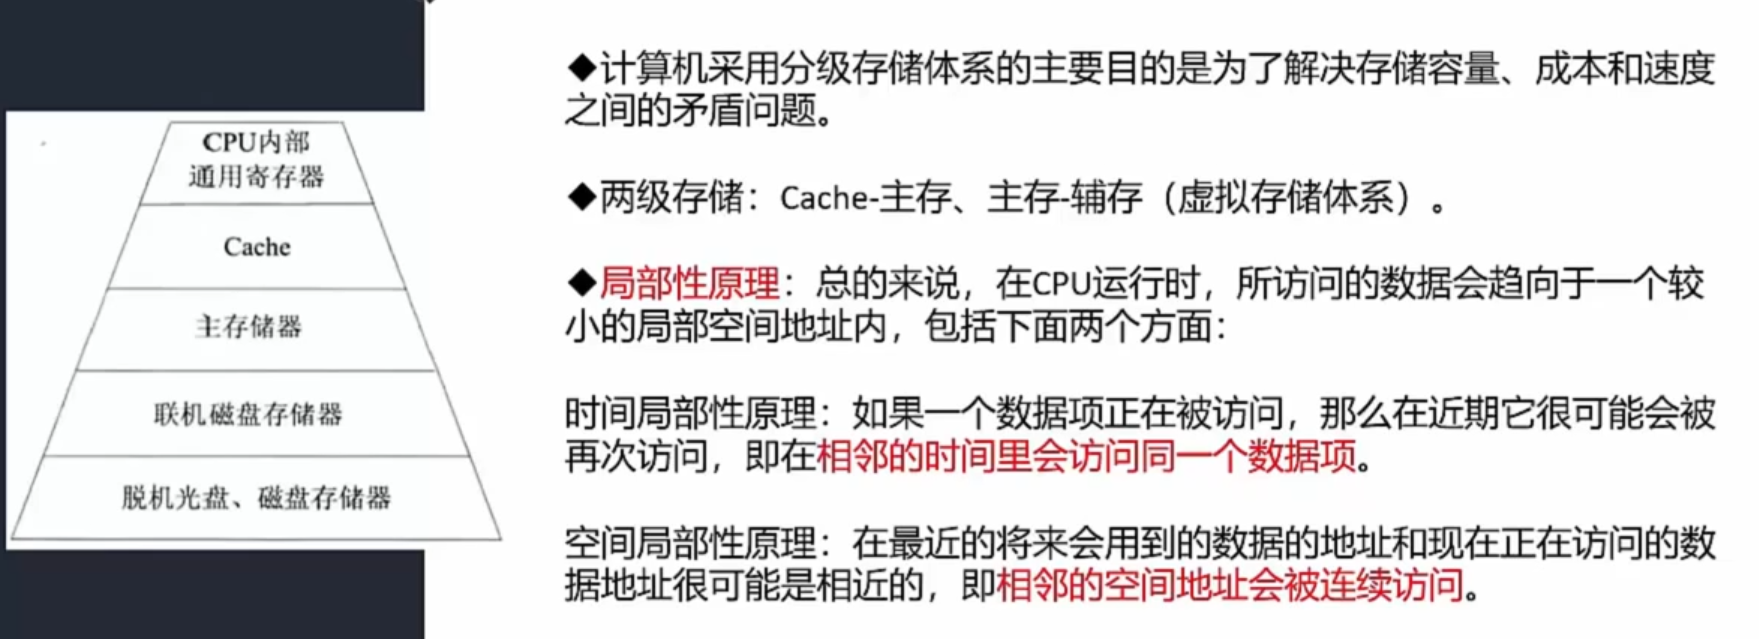 CPU内部
通用寄存器
Cache
主存储器
联机磁盘存储器
脱机光盘、磁盘存储器
◆计算机采用分级存储体系的主要目的是为了解决存储容量、成本和速度
之间的矛盾问题。
◆两级存储：Cache-主存、主存-辅存（虚拟存储体系）。
◆局部性原理：总的来说，在CPU运行时，所访问的数据会趋向于一个较
小的局部空间地址内，包括下面两个方面：
时间局部性原理：如果一个数据项正在被访问，那么在近期它很可能会被
再次访问，即在相邻的时间里会访问同一个数据项。
空间局部性原理：在最近的将来会用到的数据的地址和现在正在访问的数
据地址很可能是相近的，即相邻的空间地址会被连续访问。